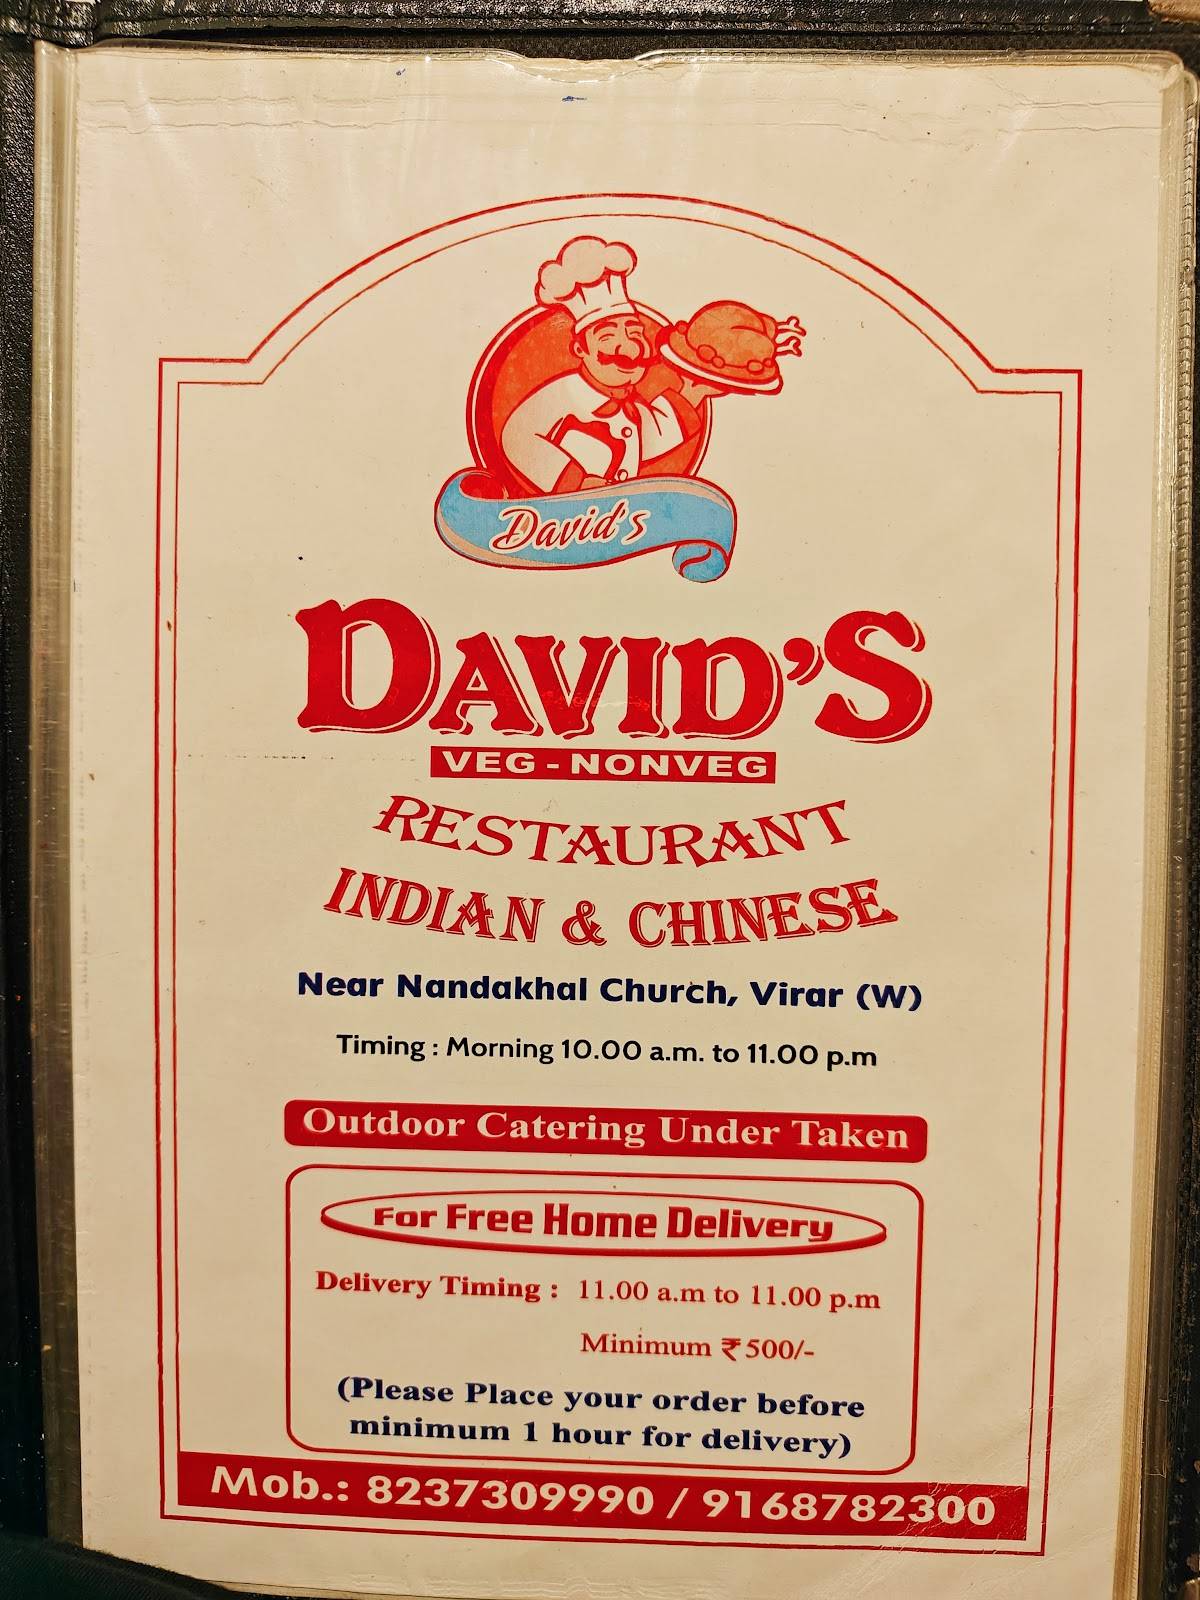 David's
DAVID'S
VEG - NONVEG
RESTAURANT
INDIAN & CHINESE
Near Nandakhal Church, Virar (W)
Timing : Morning 10.00 a.m. to 11.00 p.m
Outdoor Catering Under Taken
For Free Home Delivery
Delivery Timing : 11.00 a.m to 11.00 p.m
Minimum ₹ 500/-
(Please Place your order before
minimum 1 hour for delivery)
Mob.: 8237309990 / 9168782300